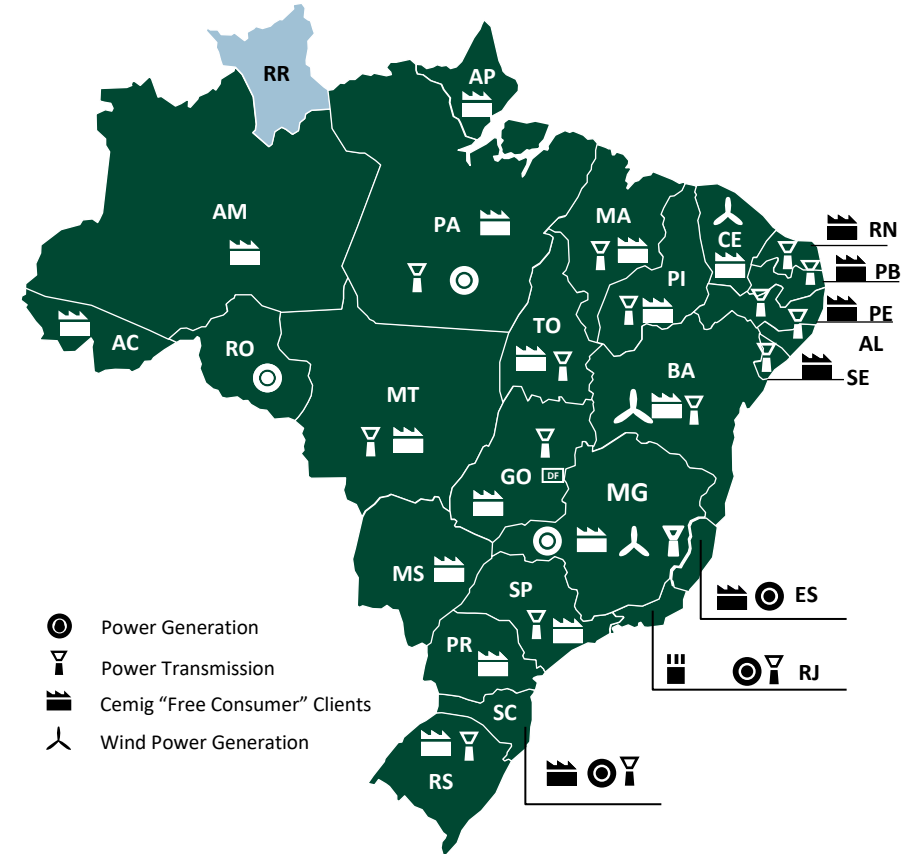 RR
AP
AM
PA
MA
CE
RN
PI
PB
PE
TO
AL
AC
RO
BA
SE
MT
GO
DF
MG
MS
SP
ES
Power Generation
PR
Power Transmission
RJ
Cemig “Free Consumer” Clients
SC
Wind Power Generation
RS